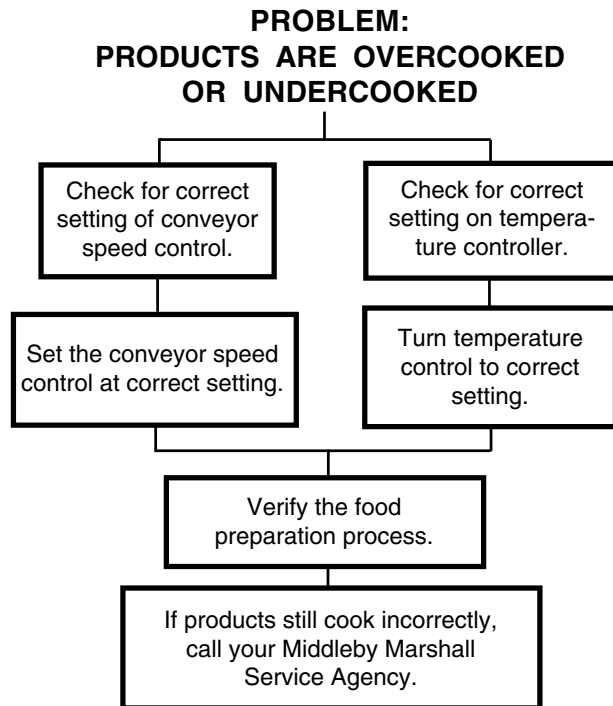 PROBLEM:
PRODUCTS ARE OVERCOOKED
OR UNDERCOOKED
Check for correct
setting of conveyor
speed control.
Check for correct
setting on tempera-
ture controller.
Set the conveyor speed
control at correct setting.
Turn temperature
control to correct
setting.
Verify the food
preparation process.
If products still cook incorrectly,
call your Middleby Marshall
Service Agency.